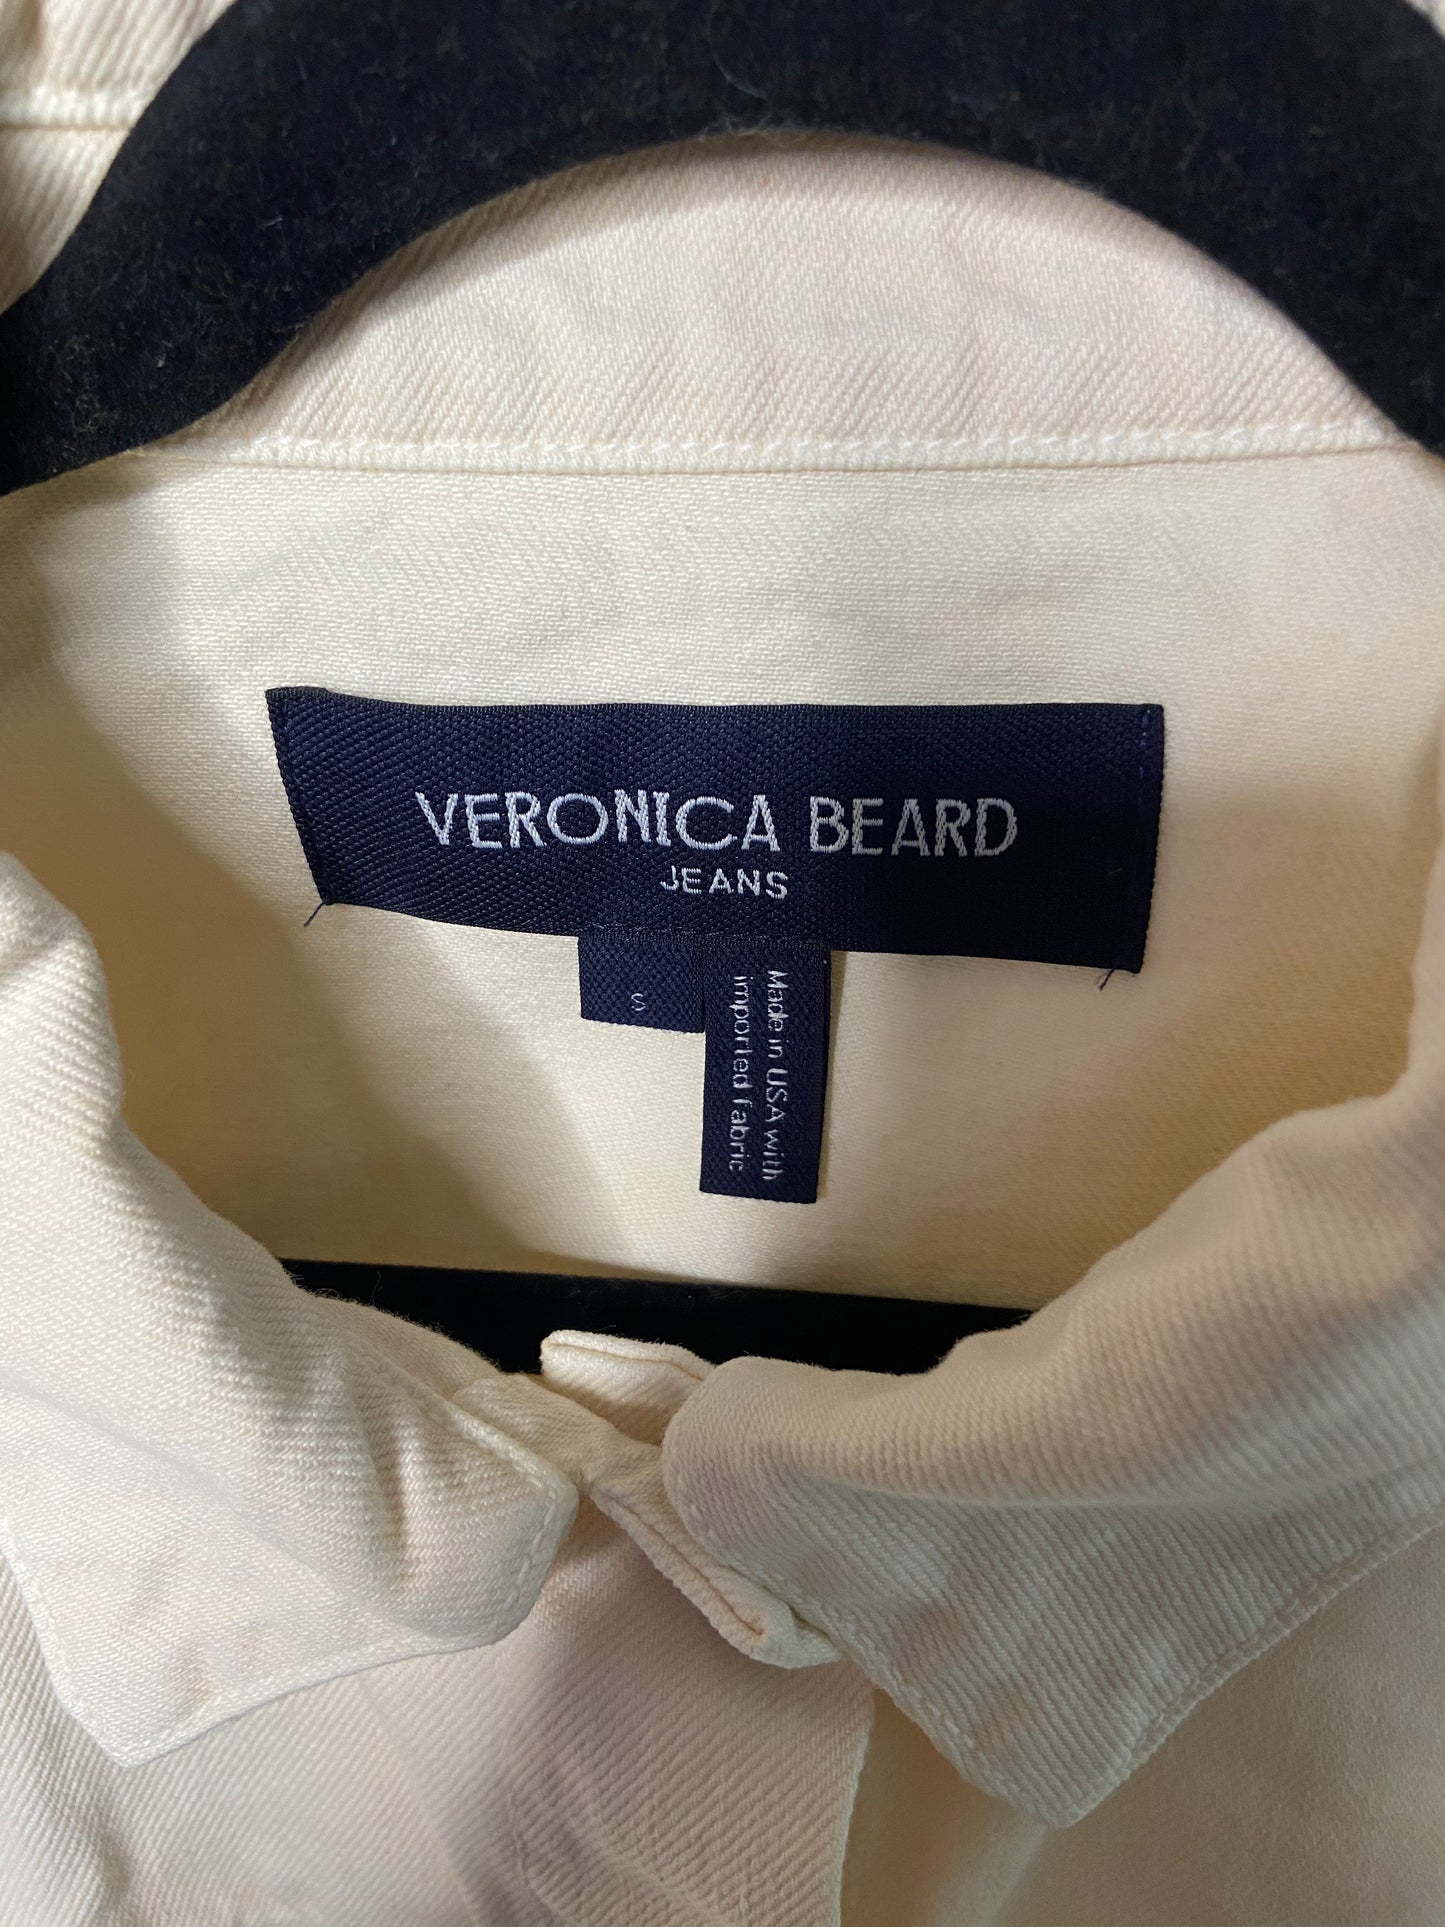 VERONICA BEARD
JEANS
S
Made in USA with
imported fabric